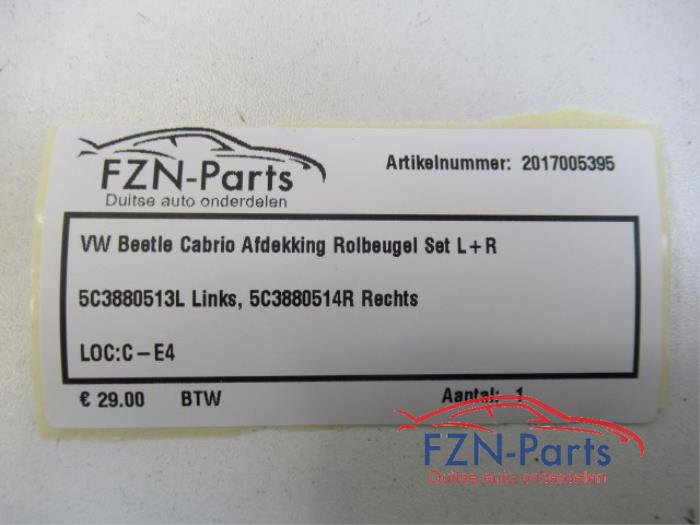 FZN-Parts
Duitse auto onderdelen
Artikelnummer: 2017005395
VW Beetle Cabrio Afdekking Rolbeugel Set L+R
5C3880513L Links, 5C3880514R Rechts
LOC:C-E4
€ 29.00 BTW Aantal: 1
FZN-Parts
Duitse auto onderdelen